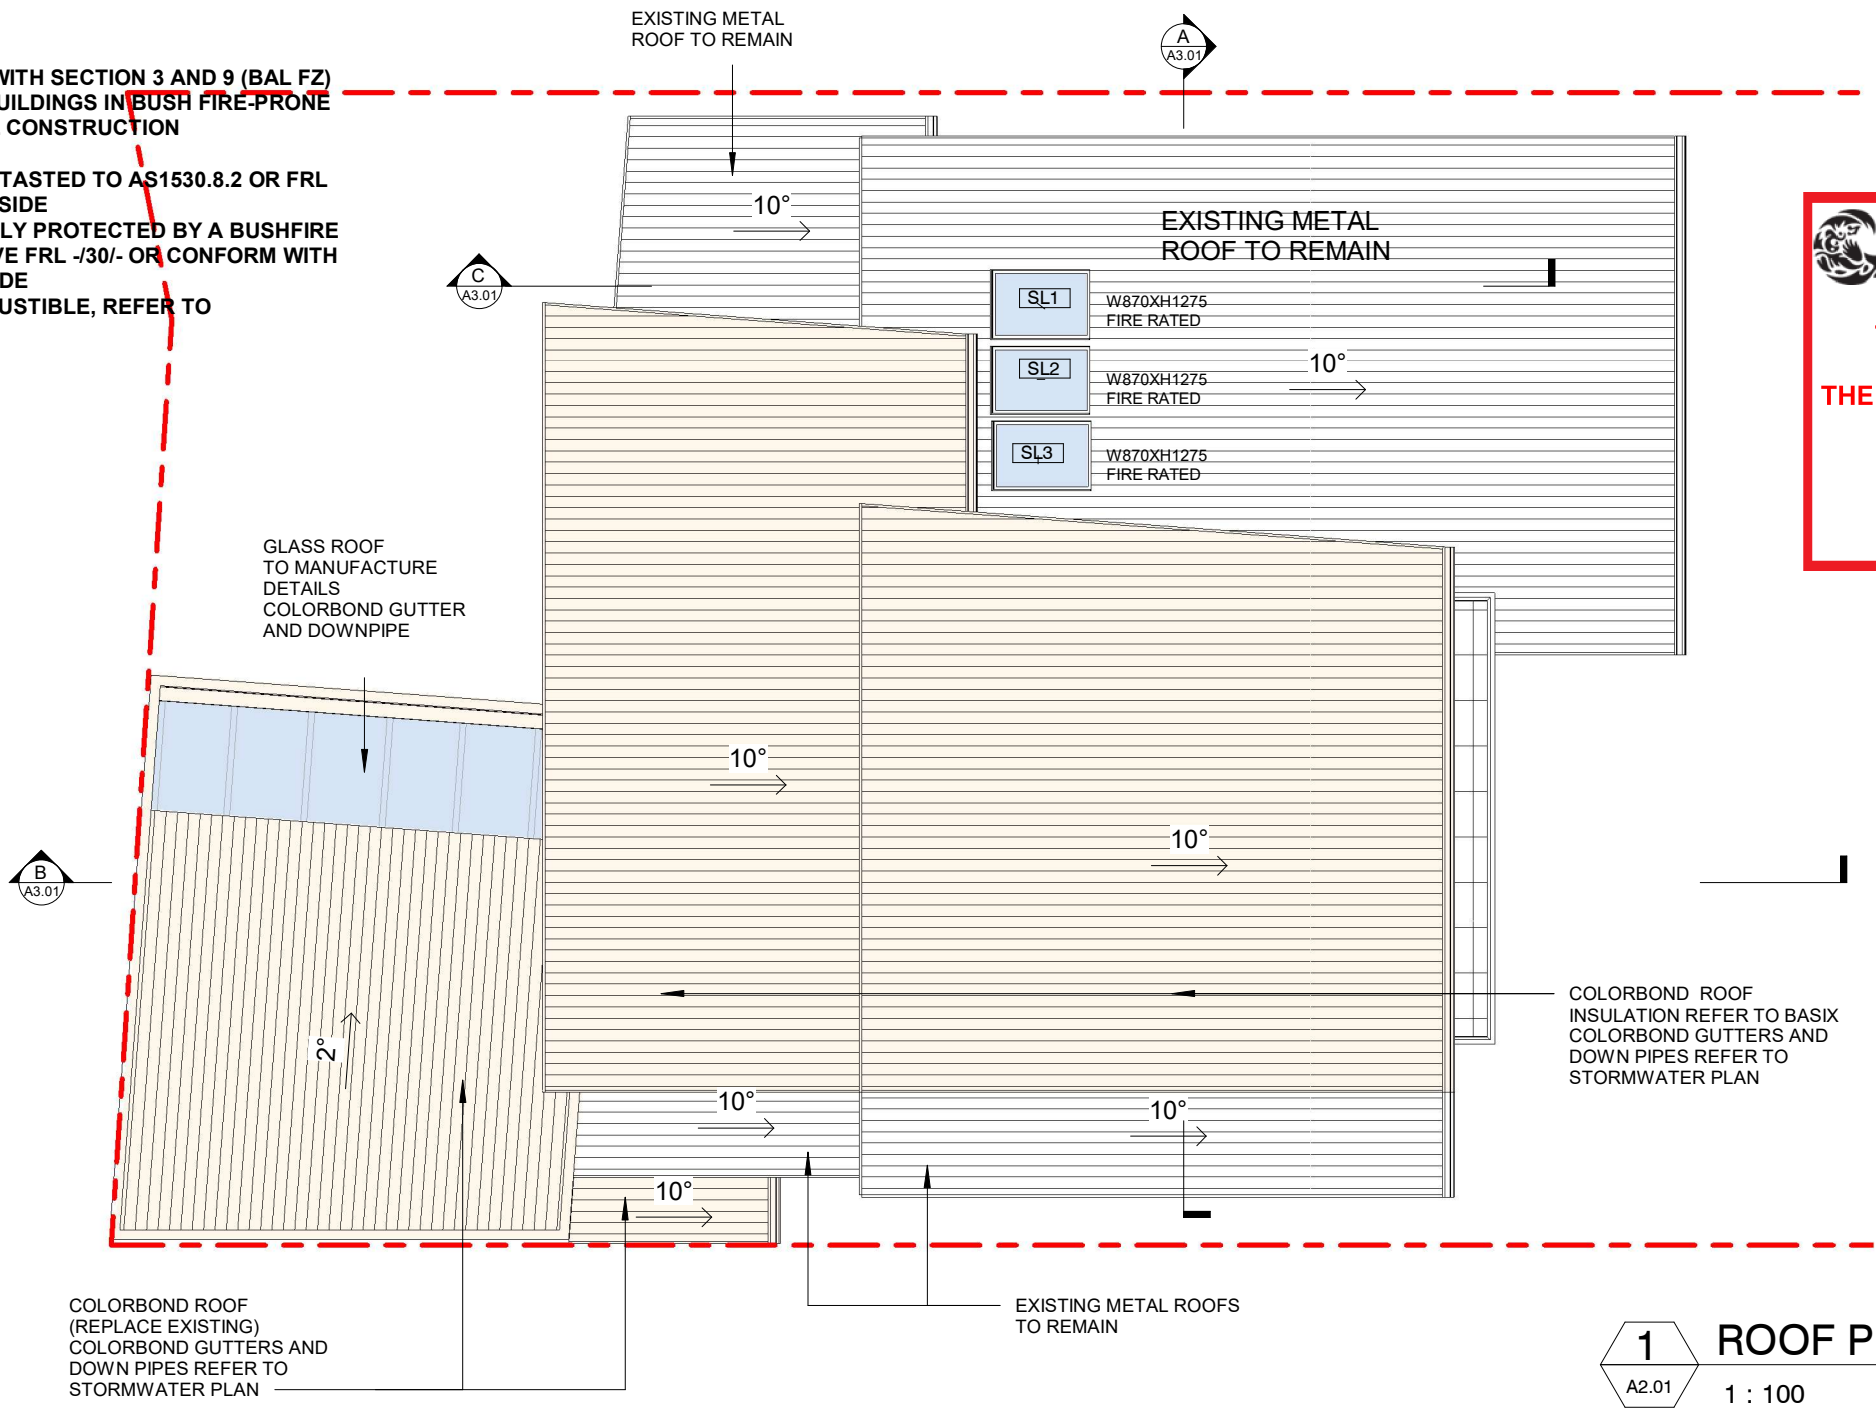 EXISTING METAL
ROOF TO REMAIN
A
A3.01
WITH SECTION 3 AND 9 (BAL FZ)
UILDINGS IN BUSH FIRE-PRONE
CONSTRUCTION
TASTED TO AS1530.8.2 OR FRL
SIDE
LY PROTECTED BY A BUSHFIRE
VE FRL -/30/- OR CONFORM WITH
DE
USTIBLE, REFER TO
10°
EXISTING METAL
ROOF TO REMAIN
C
A3.01
SL1
W870XH1275
FIRE RATED
SL2
W870XH1275
FIRE RATED
10°
SL3
W870XH1275
FIRE RATED
THE
GLASS ROOF
TO MANUFACTURE
DETAILS
COLORBOND GUTTER
AND DOWNPIPE
10°
10°
B
A3.01
2°
COLORBOND ROOF
INSULATION REFER TO BASIX
COLORBOND GUTTERS AND
DOWN PIPES REFER TO
STORMWATER PLAN
10°
10°
10°
COLORBOND ROOF
(REPLACE EXISTING)
COLORBOND GUTTERS AND
DOWN PIPES REFER TO
STORMWATER PLAN
EXISTING METAL ROOFS
TO REMAIN
1
A2.01
ROOF P
1 : 100